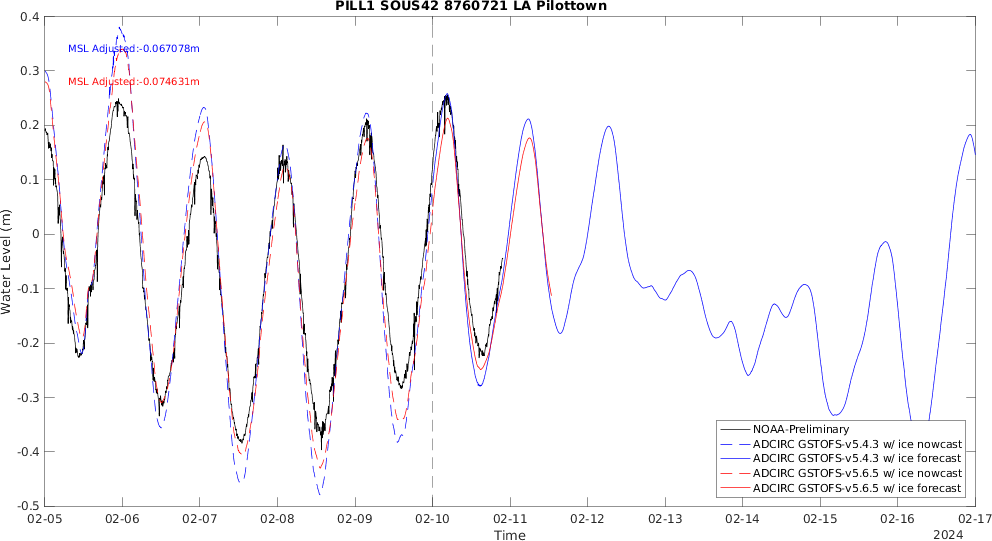 PILL1 SOUS42 8760721 LA Pilottown
0.4
MSL Adjusted:-0.067078m
0.3
MSL Adjusted:-0.074631m
0.2
0.1
0
-0.1
-0.2
-0.3
-0.4
-0.5
Water Level (m)
NOAA-Preliminary
ADCIRC GSTOFS-v5.4.3 w/ ice nowcast
ADCIRC GSTOFS-v5.4.3 w/ ice forecast
ADCIRC GSTOFS-v5.6.5 w/ ice nowcast
ADCIRC GSTOFS-v5.6.5 w/ ice forecast
02-05 02-06 02-07 02-08 02-09 02-10 02-11 02-12 02-13 02-14 02-15 02-16 02-17
Time
2024